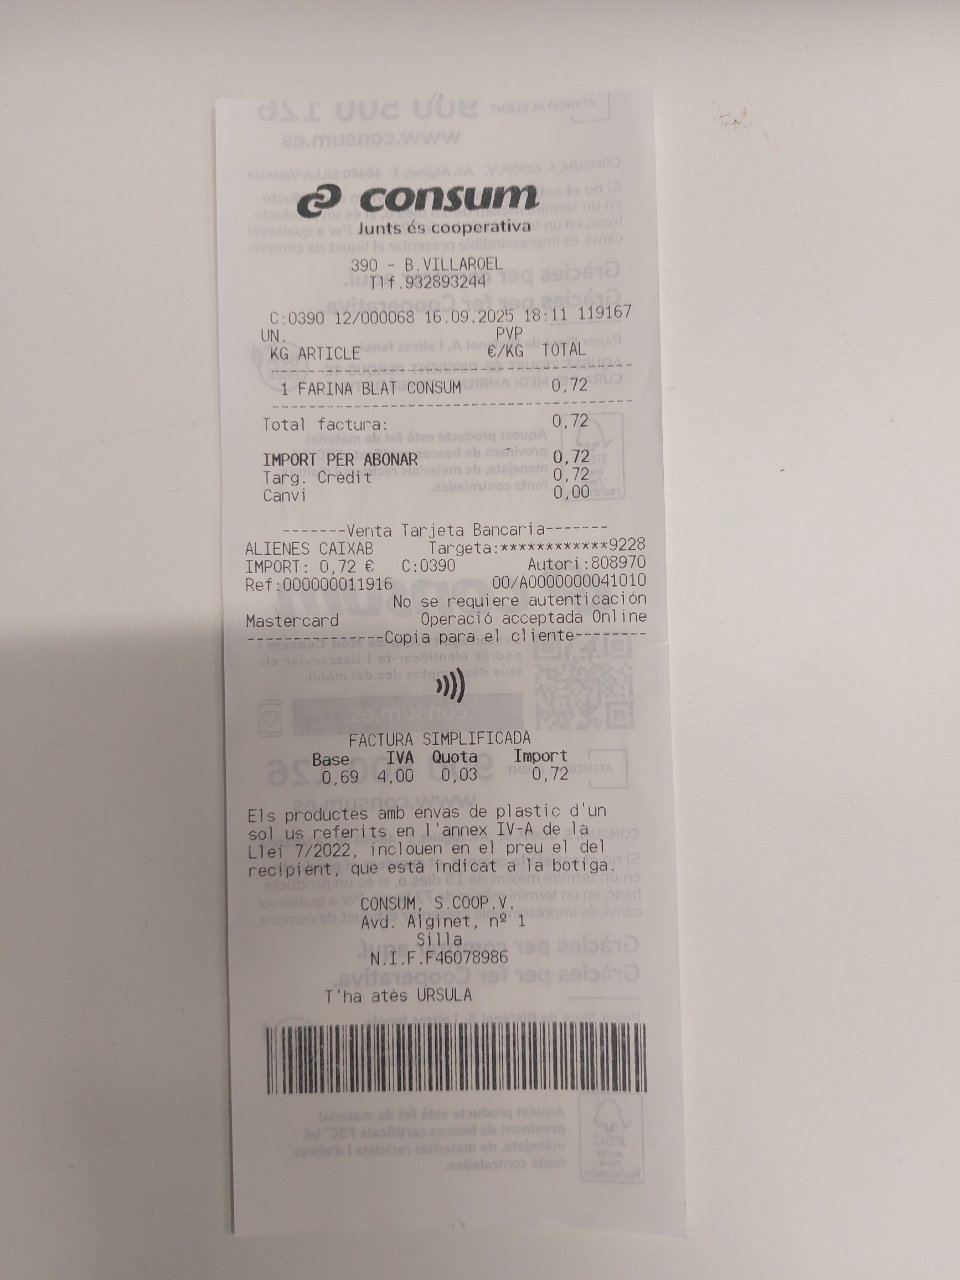 consum
Junts és cooperativa
390 - B.VILLAROEL
Tlf.932893244
C:0390 12/000068 16.09.2025 18:11 119167
UN. PVP
KG ARTICLE €/KG TOTAL
1 FARINA BLAT CONSUM 0,72
Total factura: 0,72
IMPORT PER ABONAR 0,72
Targ. Crèdit 0,72
Canvi 0,00
-------Venta Tarjeta Bancaria-------
ALIENES CAIXAB Targeta:************9228
IMPORT: 0,72 € C:0390 Autori:808970
Ref:000000011916 00/A0000000041010
No se requiere autenticación
Mastercard Operació acceptada Online
---------------Copia para el cliente--------
FACTURA SIMPLIFICADA
Base IVA Quota Import
0,69 4,00 0,03 0,72
Els productes amb envas de plastic d'un
sol us referits en l'annex IV-A de la
Llei 7/2022, inclouen en el preu el del
recipient, que està indicat a la botiga.
CONSUM, S.COOP.V.
Avd. Alginet, nº 1
Silla
N.I.F.F46078986
T'ha atès URSULA